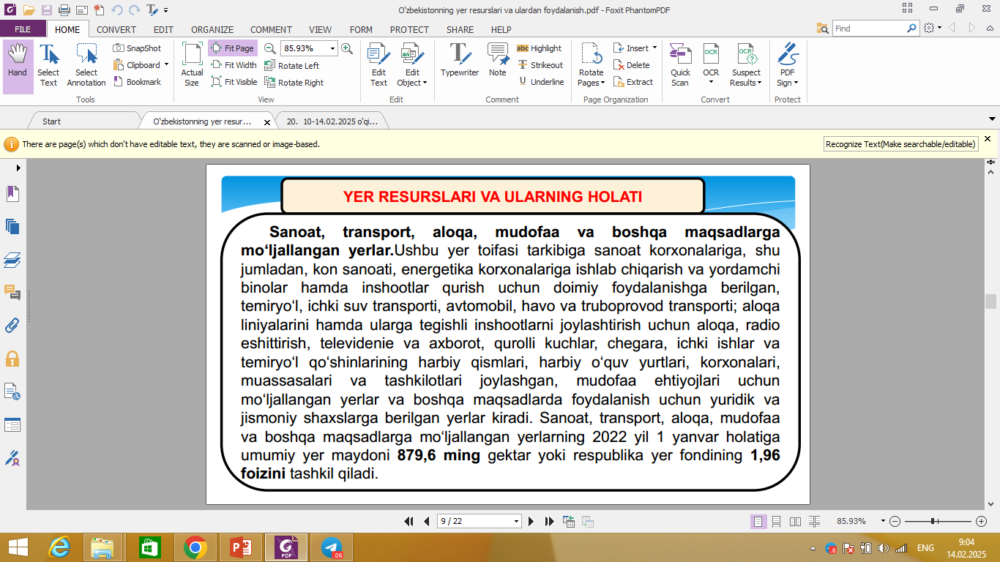 O'zbekistonning yer resurslari va ulardan foydalanish.pdf - Foxit PhantomPDF
FILE HOME CONVERT EDIT ORGANIZE COMMENT VIEW FORM PROTECT SHARE HELP Find
Hand
Select Text
Select Annotation
SnapShot
Clipboard
Bookmark
Tools
Actual Size
Fit Page
Fit Width
Fit Visible
85.93%
Rotate Left
Rotate Right
View
Edit Text
Edit Object
Edit
Typewriter
Note
abc Highlight
Strikeout
U Underline
Comment
Rotate Pages
Insert
Delete
Extract
Page Organization
Quick Scan
OCR
OCR
OCR
Suspect Results
Convert
PDF Sign
Protect
Start O'zbekistonning yer resur... 20. 10-14.02.2025 o'qi...
There are page(s) which don't have editable text, they are scanned or image-based. Recognize Text(Make searchable/editable)
YER RESURSLARI VA ULARNING HOLATI
Sanoat, transport, aloqa, mudofaa va boshqa maqsadlarga
mo‘ljallangan yerlar.Ushbu yer toifasi tarkibiga sanoat korxonalariga, shu
jumladan, kon sanoati, energetika korxonalariga ishlab chiqarish va yordamchi
binolar hamda inshootlar qurish uchun doimiy foydalanishga berilgan,
temiryo‘l, ichki suv transporti, avtomobil, havo va truboprovod transporti; aloqa
liniyalarini hamda ularga tegishli inshootlarni joylashtirish uchun aloqa, radio
eshittirish, televidenie va axborot, qurolli kuchlar, chegara, ichki ishlar va
temiryo‘l qo‘shinlarining harbiy qismlari, harbiy o‘quv yurtlari, korxonalari,
muassasalari va tashkilotlari joylashgan, mudofaa ehtiyojlari uchun
mo‘ljallangan yerlar va boshqa maqsadlarda foydalanish uchun yuridik va
jismoniy shaxslarga berilgan yerlar kiradi. Sanoat, transport, aloqa, mudofaa
va boshqa maqsadlarga mo‘ljallangan yerlarning 2022 yil 1 yanvar holatiga
umumiy yer maydoni 879,6 ming gektar yoki respublika yer fondining 1,96
foizini tashkil qiladi.
9 / 22
85.93%
PDF
.06
ENG
9:04
14.02.2025